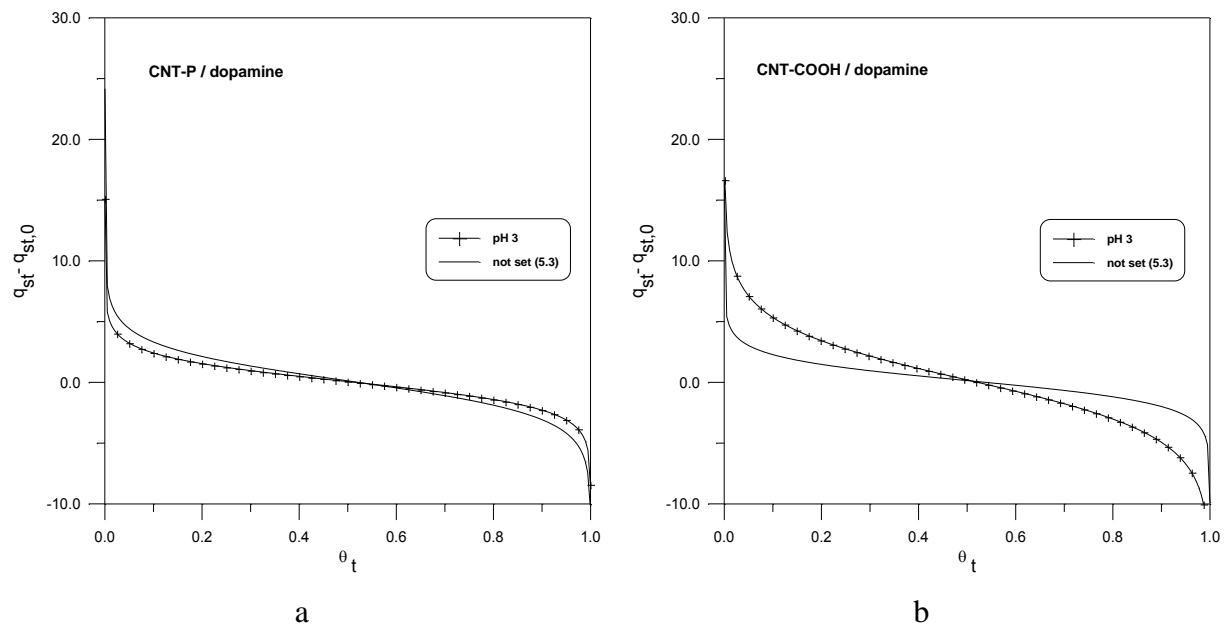 30.0
20.0
10.0
0.0
-10.0
q st - q st,0
CNT-P / dopamine
pH 3
not set (5.3)
0.0 0.2 0.4 0.6 0.8 1.0
θ t
a
30.0
20.0
10.0
0.0
-10.0
q st - q st,0
CNT-COOH / dopamine
pH 3
not set (5.3)
0.0 0.2 0.4 0.6 0.8 1.0
θ t
b